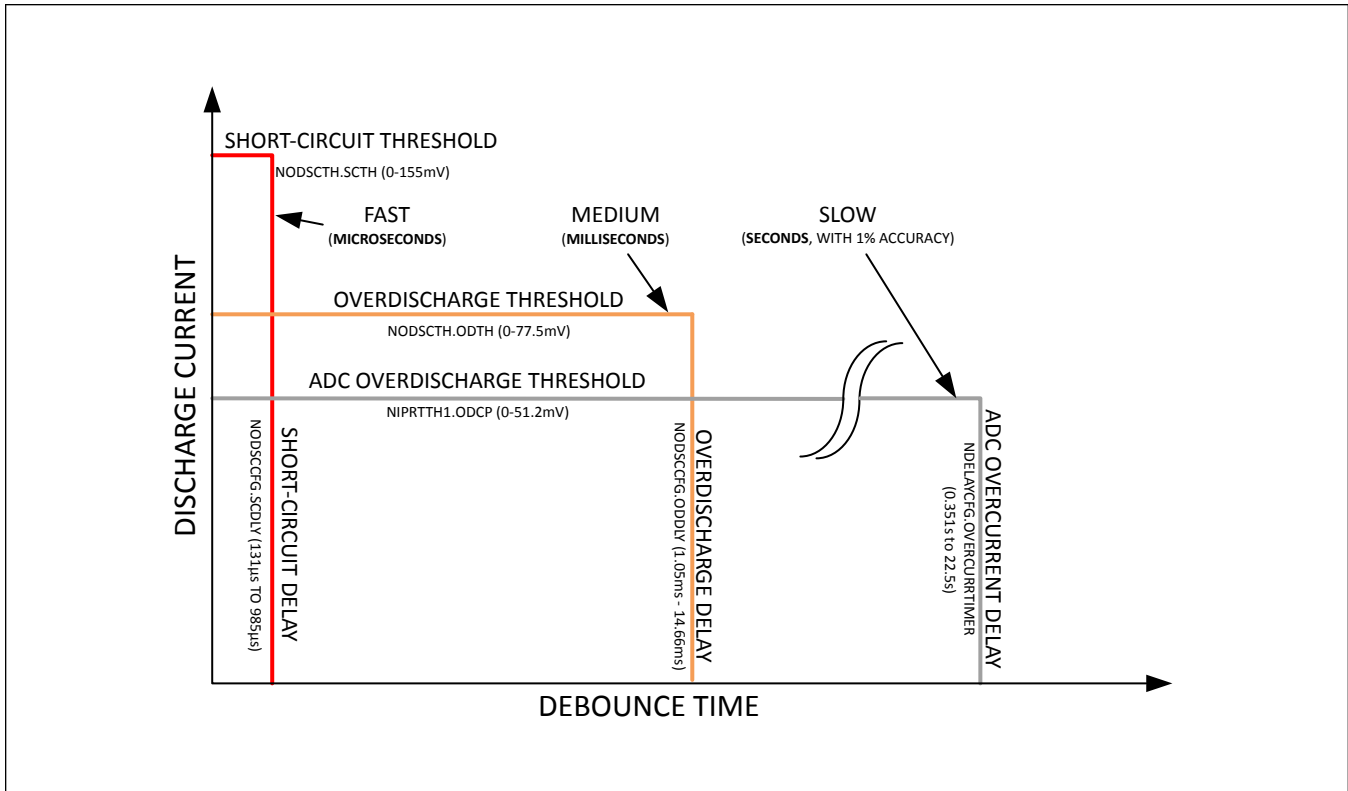 SHORT-CIRCUIT THRESHOLD
NODSCTH.SCTH (0-155mV)
FAST
(MICROSECONDS)
MEDIUM
(MILLISECONDS)
SLOW
(SECONDS, WITH 1% ACCURACY)
OVERDISCHARGE THRESHOLD
NODSCTH.ODTH (0-77.5mV)
ADC OVERDISCHARGE THRESHOLD
NIPRTTH1.ODCP (0-51.2mV)
DISCHARGE CURRENT
SHORT-CIRCUIT DELAY
NODSCCFG.SCDLY (131µs TO 985µs)
OVERDISCHARGE DELAY
NODSCCFG.ODDLY (1.05ms - 14.66ms)
ADC OVERCURRENT DELAY
NDELAYCFG.OVERCURRTIMER
(0.351s to 22.5s)
DEBOUNCE TIME